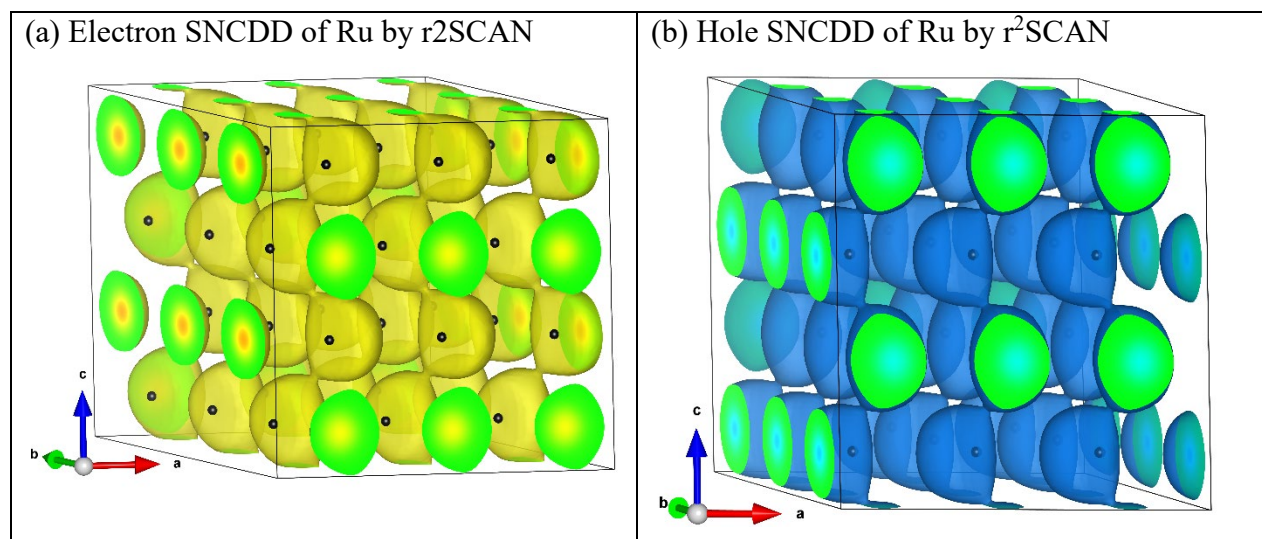 (a) Electron SNCDD of Ru by r2SCAN
(b) Hole SNCDD of Ru by r²SCAN
c
b
a
c
b
a